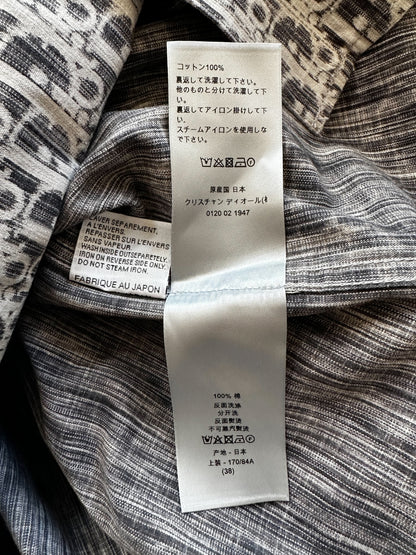 コットン100%
裏返して洗濯して下さい。
他のものと分けて洗濯して下さい。
裏返してアイロン掛けして下さい。
スチームアイロンを使用しな
で下さい。
原産国 日本
クリスチャン ディオール(
0120 02 1947
LAVER SEPAREMENT,
A L'ENVERS.
REPASSER SUR L'ENVERS
SANS VAPEUR.
WASH INSIDE OUT SEPARETELY.
IRON ON REVERSE SIDE ONLY
DO NOT STEAM IRON.
FABRIQUE AU JAPON
100% 棉
反面洗涤
分开洗
反面熨烫
不可蒸汽熨烫
产地 - 日本
上装 - 170/84A
(38)